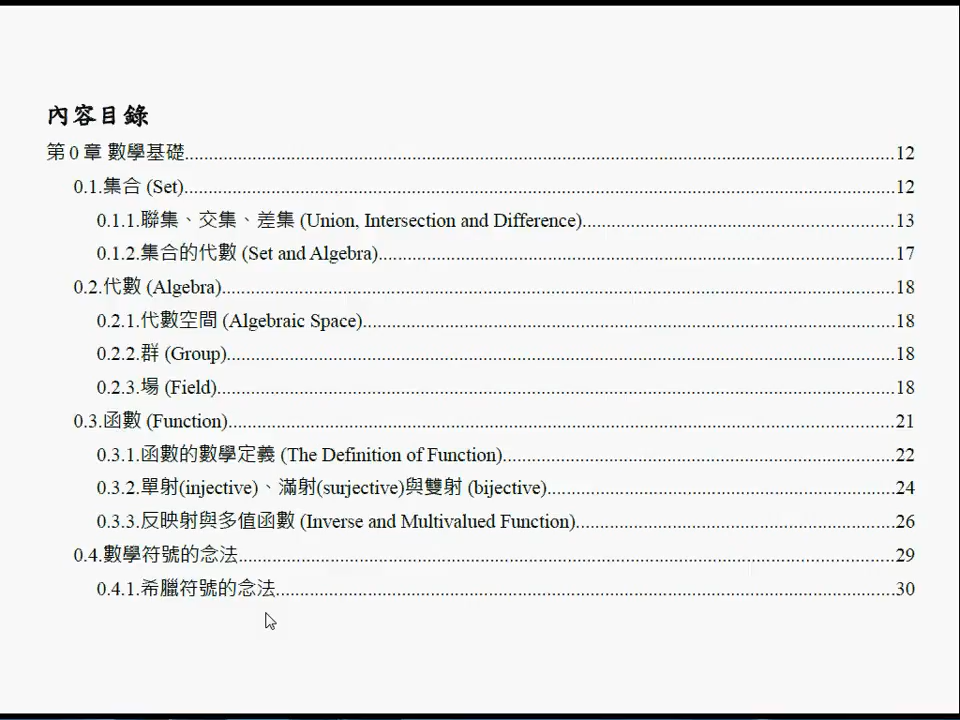 內容目錄
第 0 章 數學基礎....................12
0.1.集合 (Set)....................12
0.1.1.聯集、交集、差集 (Union, Intersection and Difference)....................13
0.1.2.集合的代數 (Set and Algebra)....................17
0.2.代數 (Algebra)....................18
0.2.1.代數空間 (Algebraic Space)....................18
0.2.2.群 (Group)....................18
0.2.3.場 (Field)....................18
0.3.函數 (Function)....................21
0.3.1.函數的數學定義 (The Definition of Function)....................22
0.3.2.單射(injective)、滿射(surjective)與雙射 (bijective)....................24
0.3.3.反映射與多值函數 (Inverse and Multivalued Function)....................26
0.4.數學符號的念法....................29
0.4.1.希臘符號的念法....................30